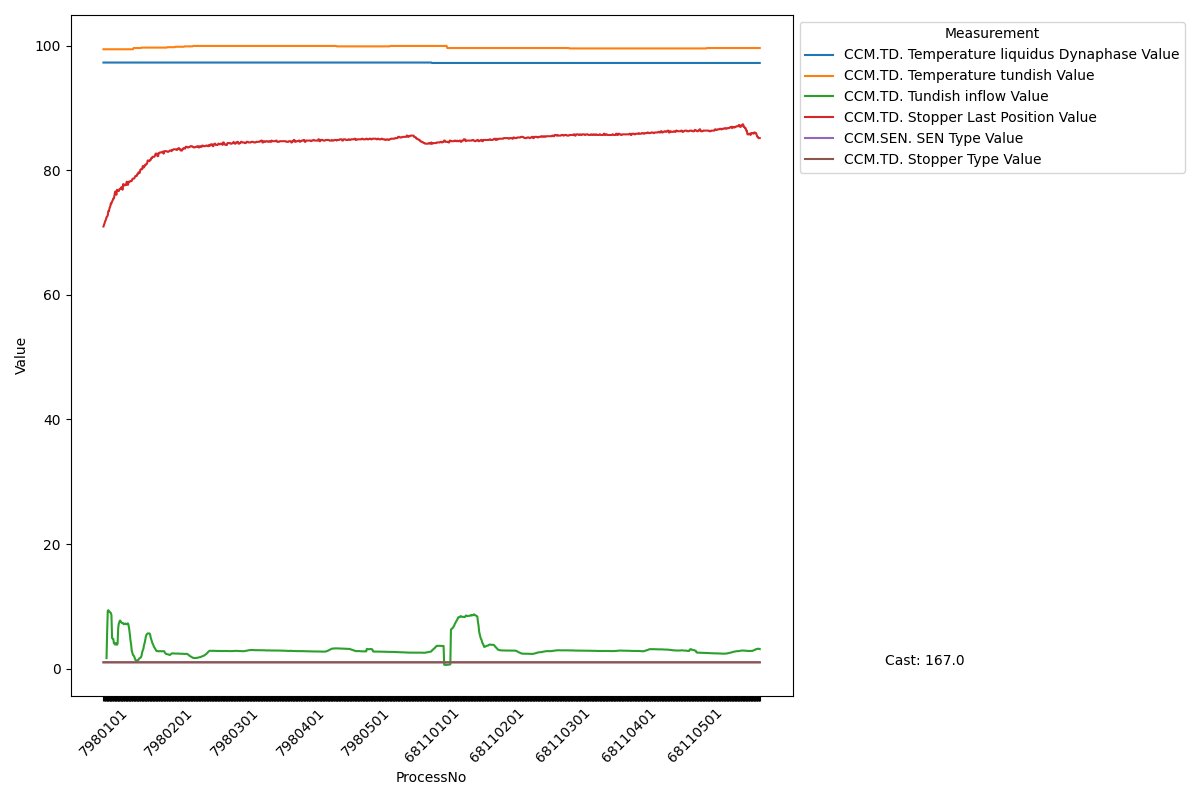 Measurement
CCM.TD. Temperature liquidus Dynaphase Value
CCM.TD. Temperature tundish Value
CCM.TD. Tundish inflow Value
CCM.TD. Stopper Last Position Value
CCM.SEN. SEN Type Value
CCM.TD. Stopper Type Value
Value
100
80
60
40
20
0
7980101
7980201
7980301
7980401
7980501
68110101
68110201
68110301
68110401
68110501
ProcessNo
Cast: 167.0